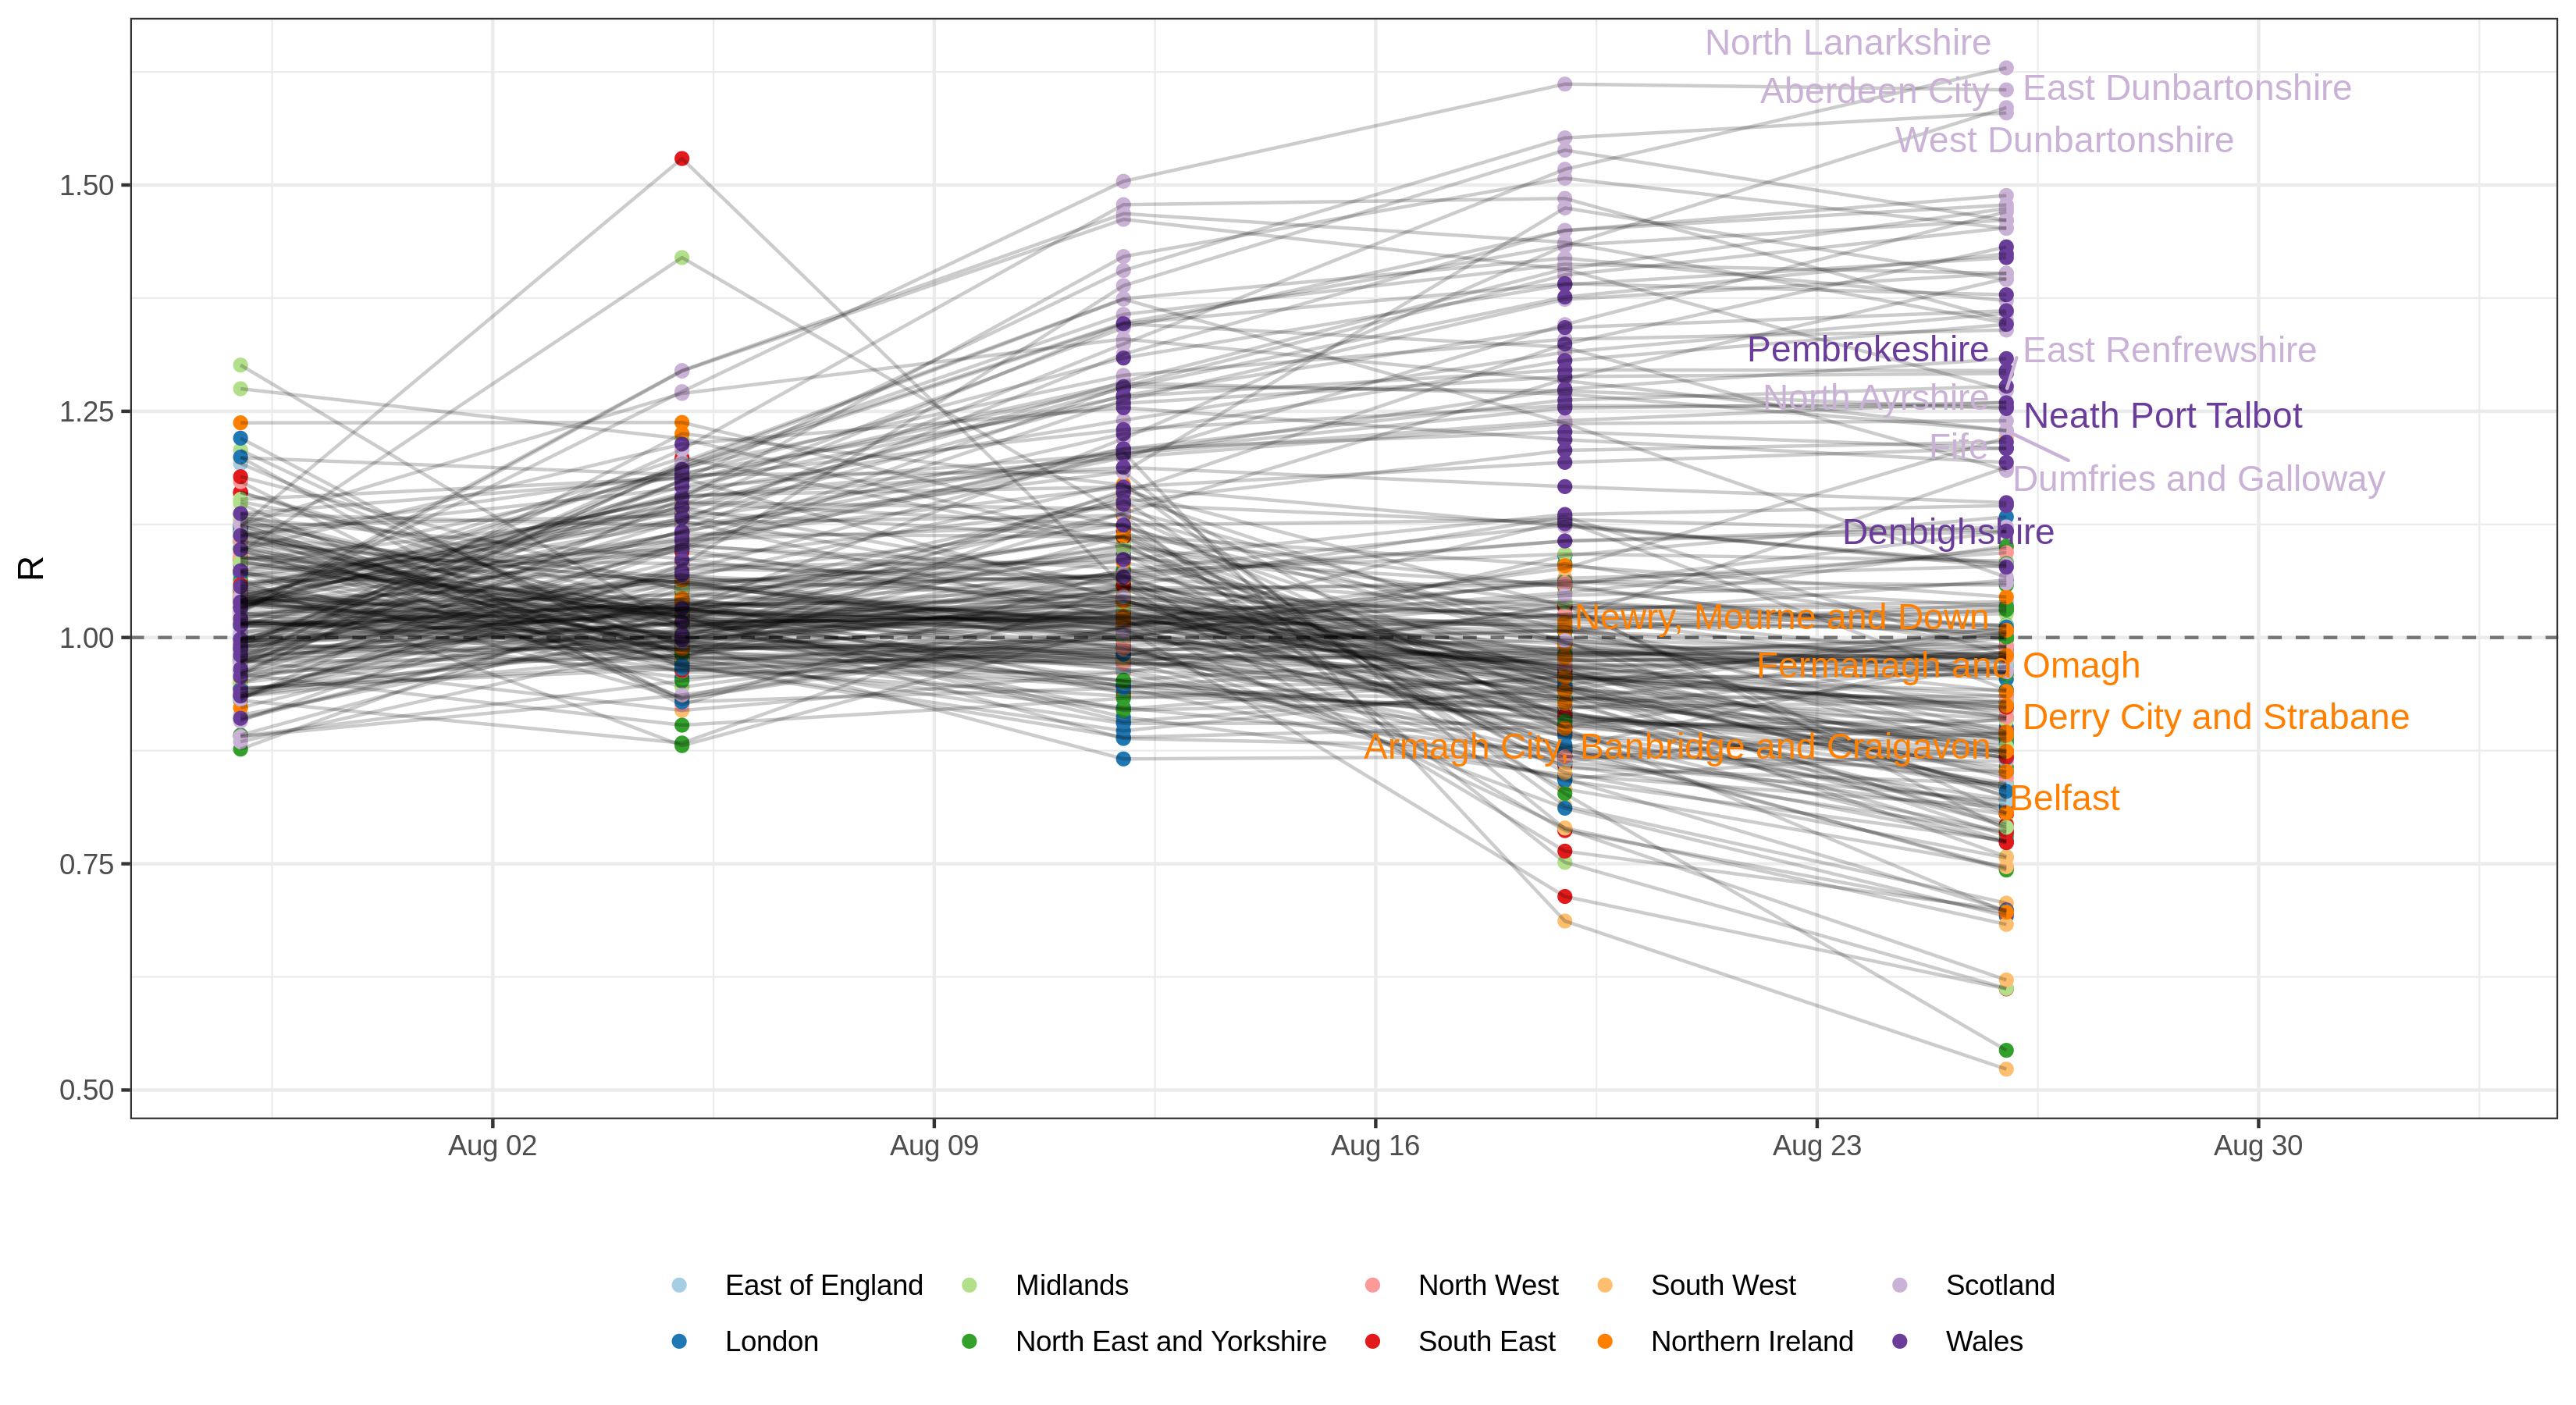 North Lanarkshire
Aberdeen City
East Dunbartonshire
West Dunbartonshire
1.50
Pembrokeshire
East Renfrewshire
North Ayrshire
1.25
Neath Port Talbot
Fife
Dumfries and Galloway
Denbighshire
R
Newry, Mourne and Down
1.00
Fermanagh and Omagh
Derry City and Strabane
Armagh City, Banbridge and Craigavon
Belfast
0.75
0.50
Aug 02
Aug 09
Aug 16
Aug 23
Aug 30
East of England
Midlands
North West
South West
Scotland
London
North East and Yorkshire
South East
Northern Ireland
Wales